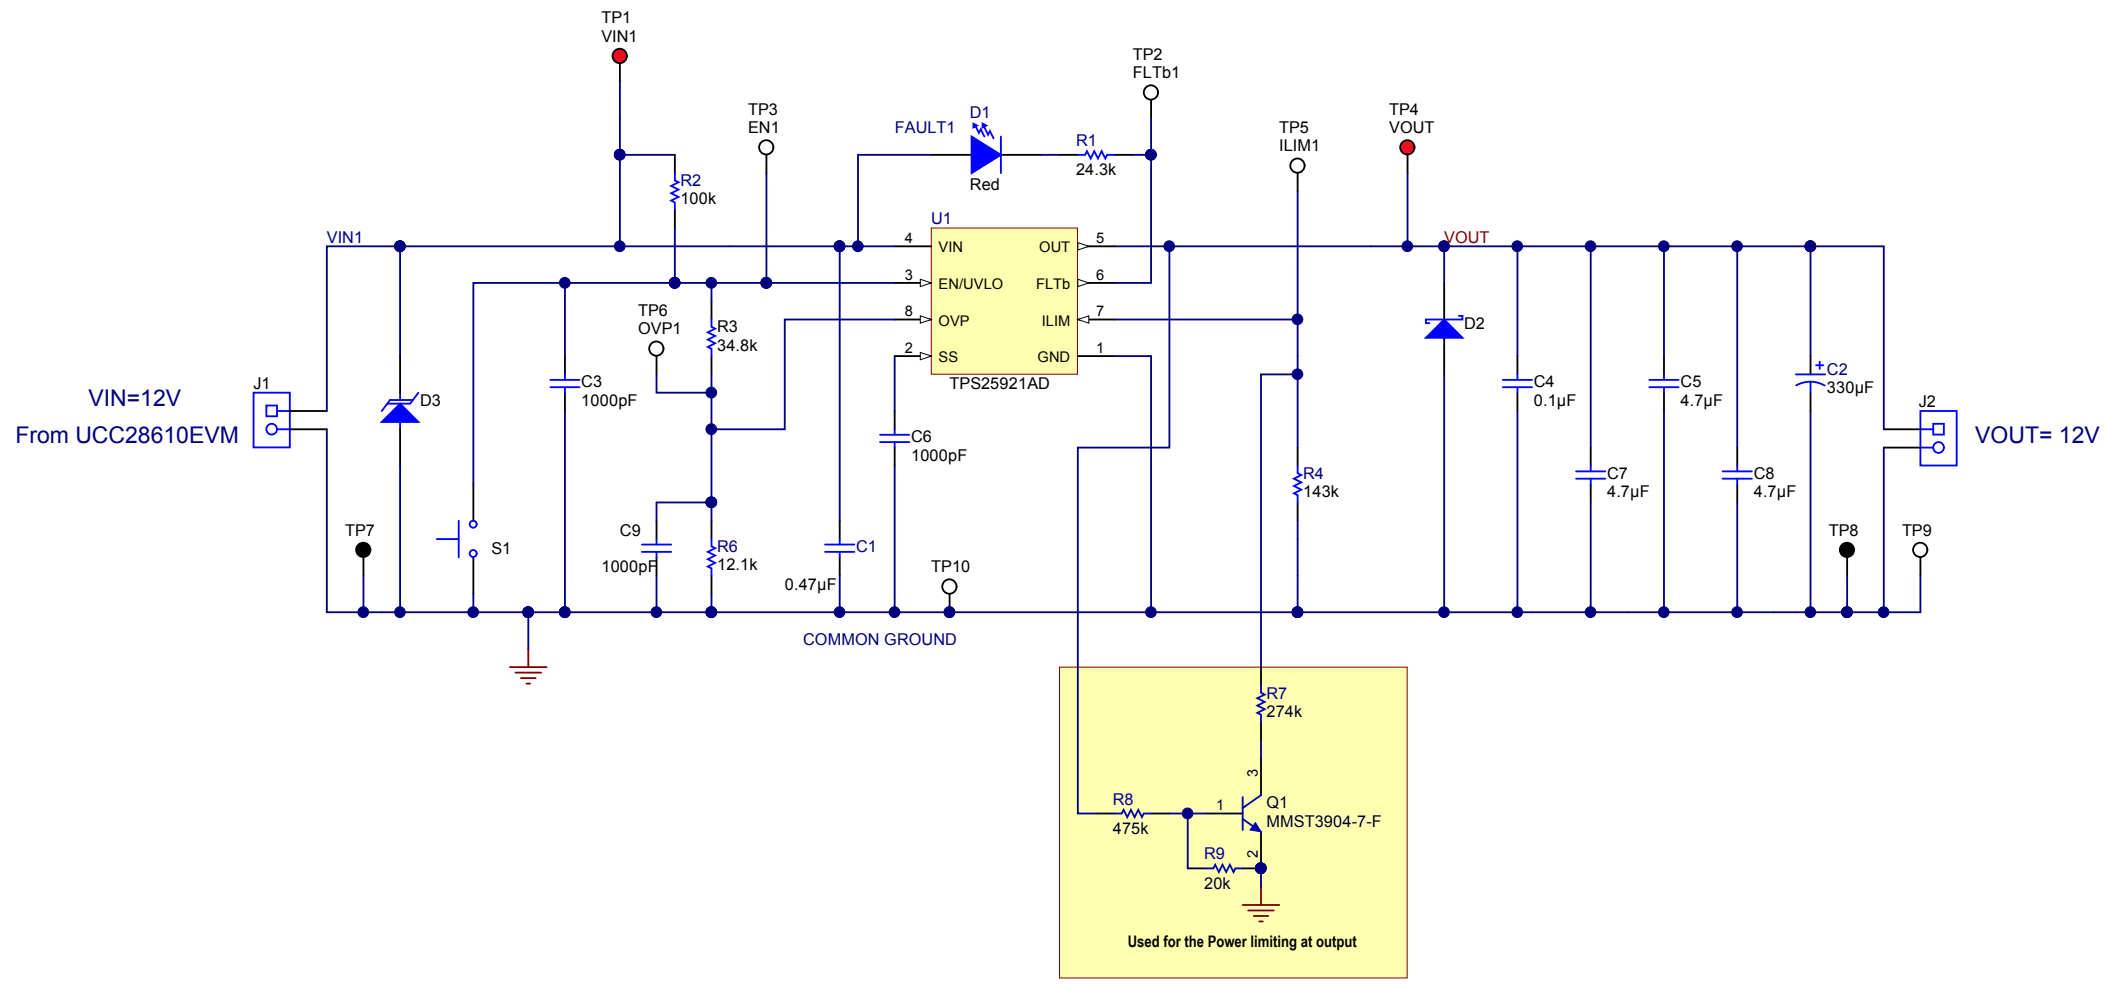 TP1
VIN1
TP2
FLTb1
TP3
EN1
FAULT1
D1
Red
R1
24.3k
TP5
ILIM1
TP4
VOUT
R2
100k
U1
VIN1
4
VIN
OUT
5
VOUT
3
EN/UVLO
FLTb
6
8
OVP
ILIM
7
2
SS
GND
1
TPS25921AD
TP6
OVP1
R3
34.8k
D2
J1
VIN=12V
From UCC28610EVM
D3
C3
1000pF
C6
1000pF
C4
0.1µF
C5
4.7µF
+
C2
330µF
J2
VOUT= 12V
R4
143k
C7
4.7µF
C8
4.7µF
TP7
S1
C9
1000pF
R6
12.1k
C1
0.47µF
TP10
TP8
TP9
COMMON GROUND
R7
274k
3
R8
475k
1
Q1
MMST3904-7-F
2
R9
20k
Used for the Power limiting at output